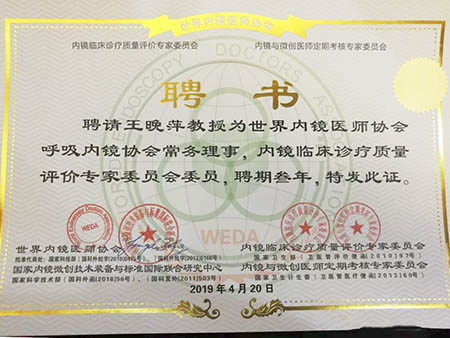 世界内镜医师协会
内镜临床诊疗质量评价专家委员会 内镜与微创医师定期考核专家委员会
聘书
聘请王晚萍教授为世界内镜医师协会
呼吸内镜协会常务理事，内镜临床诊疗质量
评价专家委员会委员，聘期叁年，特发此证。
WEDA
WEDA
世界内镜医师协会 内镜临床诊疗质量评价专家委员会
国家内镜微创技术装备与标准国际联合研究中心 内镜与微创医师定期考核专家委员会
2019年4月20日